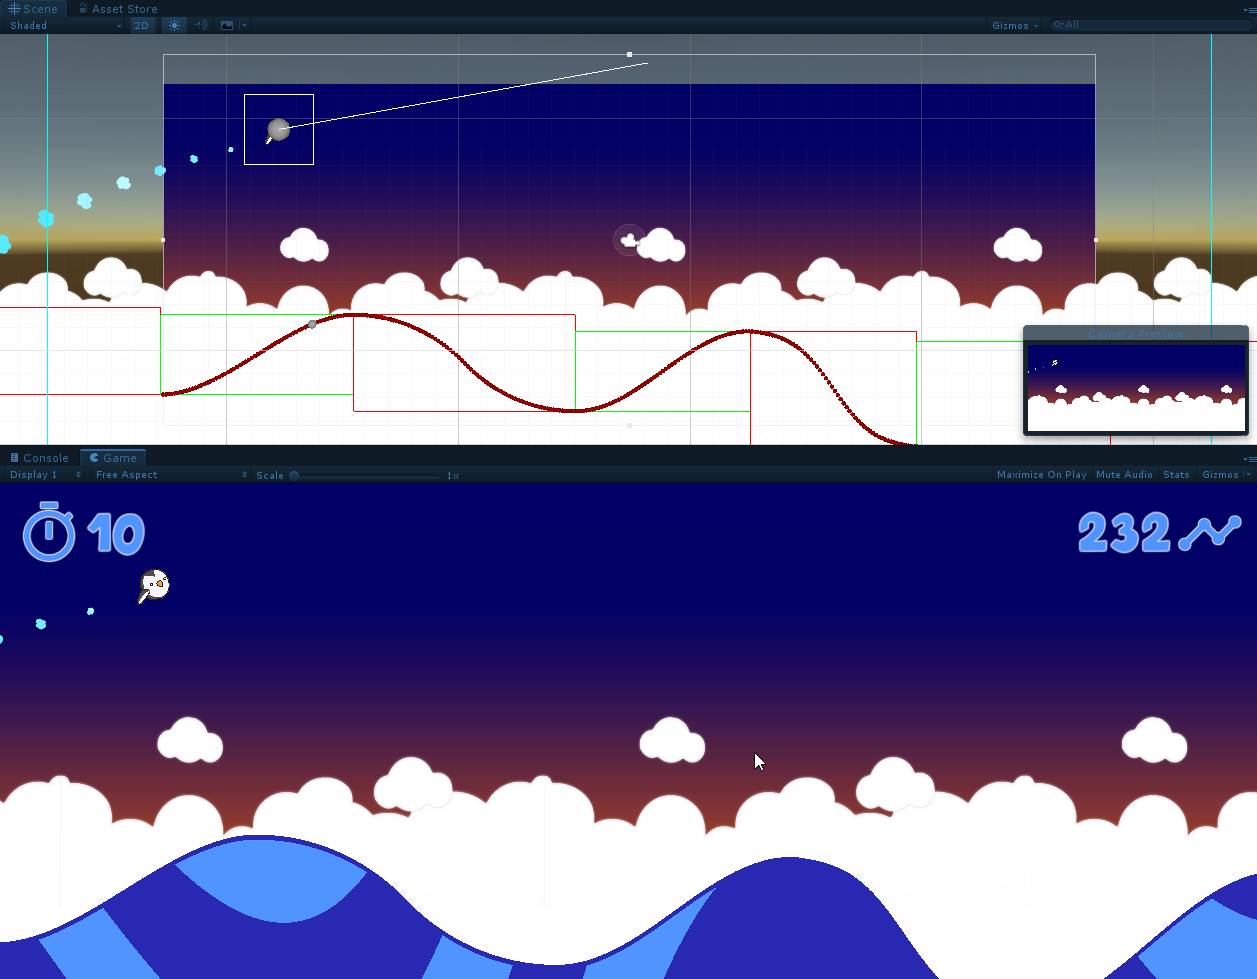 Scene Asset Store
Shaded 2D Gizmos All
Camera Preview
Console Game
Display 1 Free Aspect Scale 1x Maximize On Play Mute Audio Stats Gizmos
10 232